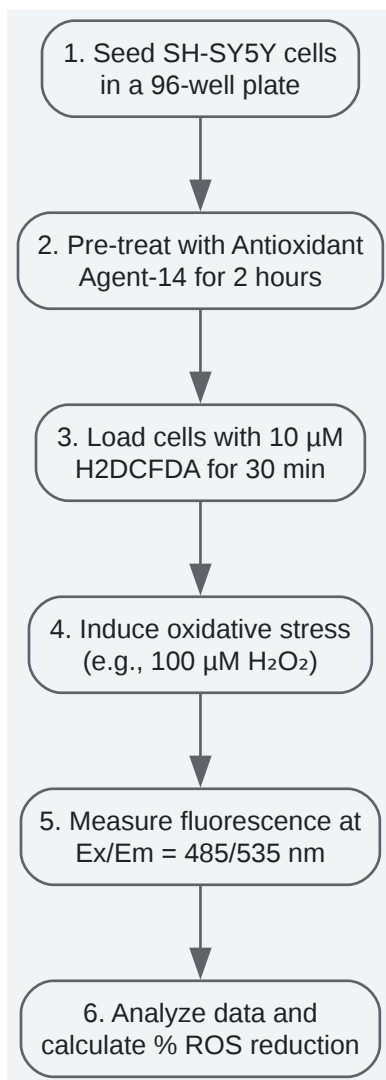 1. Seed SH-SY5Y cells
in a 96-well plate
2. Pre-treat with Antioxidant
Agent-14 for 2 hours
3. Load cells with 10 µM
H2DCFDA for 30 min
4. Induce oxidative stress
(e.g., 100 µM H₂O₂)
5. Measure fluorescence at
Ex/Em = 485/535 nm
6. Analyze data and
calculate % ROS reduction